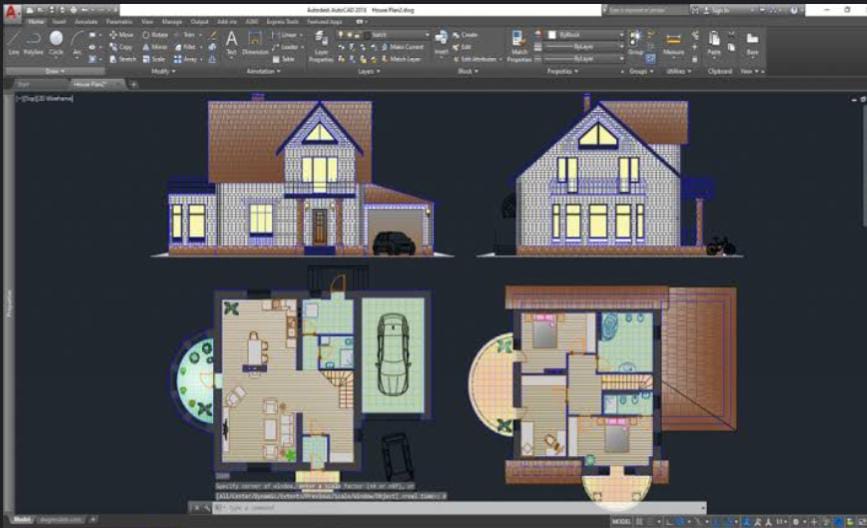 Autodesk AutoCAD 2018 House Plan2.dwg
Sign In
Home Insert Annotate Parametric View Manage Output Add-ins A360 Express Tools Featured Apps
Line Polyline Circle Arc
Move Rotate Trim
Copy Mirror Fillet
Stretch Scale Array
Text Dimension
Linear
Leader
Table
Layer Properties
Make Current
Match Layer
Insert
Create
Edit
Edit Attributes
Match Properties
ByBlock
ByLayer
ByLayer
Group
Measure
Paste
Base
Draw Modify Annotation Layers Block Properties Groups Utilities Clipboard View
Start House Plan2*
[-][Top][2D Wireframe]
Properties
Specify corner of window, enter a scale factor (nX or nXP), or
[All/Center/Dynamic/Extents/Previous/Scale/Window/Object] <real time>:
Type a command
Model
MODEL